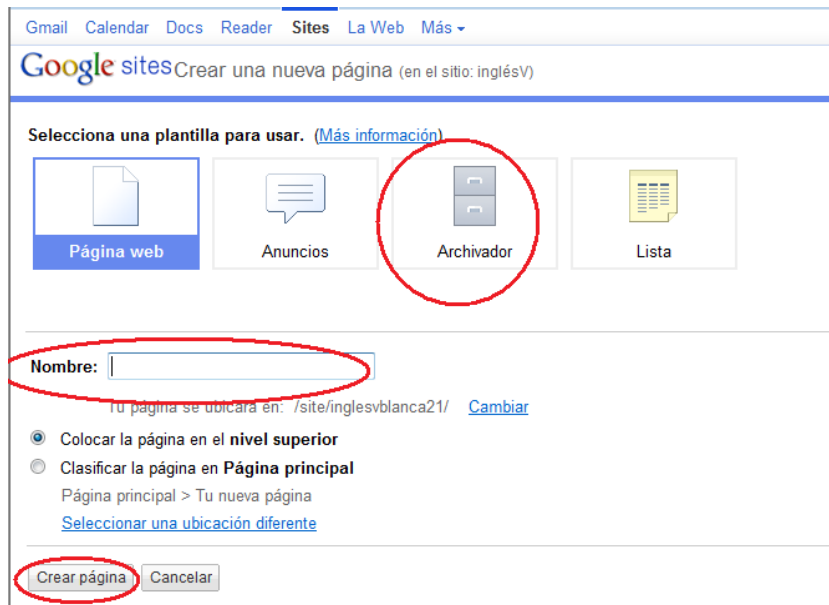 Gmail Calendar Docs Reader Sites La Web Más
Google sites Crear una nueva página (en el sitio: inglésV)
Selecciona una plantilla para usar. (Más información)
Página web Anuncios Archivador Lista
Nombre:
Tu página se ubicará en: /site/inglesvblanca21/ Cambiar
Colocar la página en el nivel superior
Clasificar la página en Página principal
Página principal > Tu nueva página
Seleccionar una ubicación diferente
Crear página Cancelar